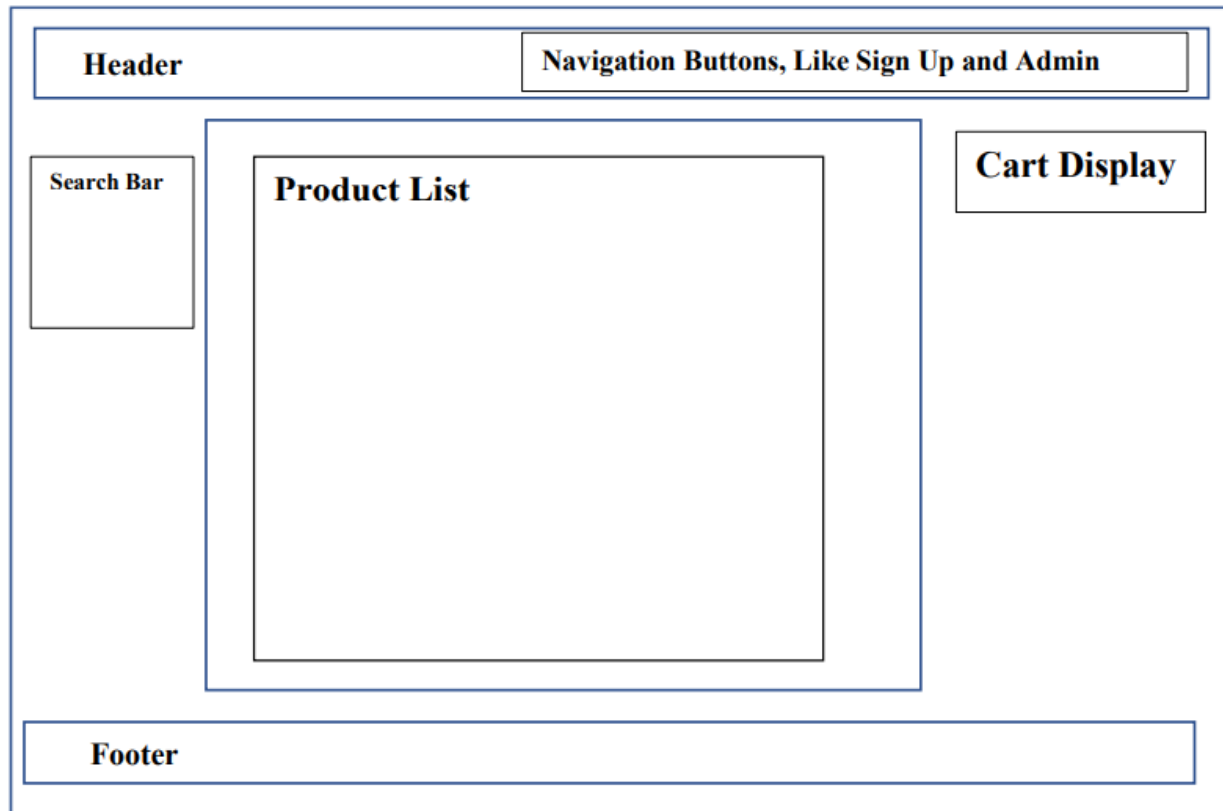 Header
Navigation Buttons, Like Sign Up and Admin
Search Bar
Product List
Cart Display
Footer